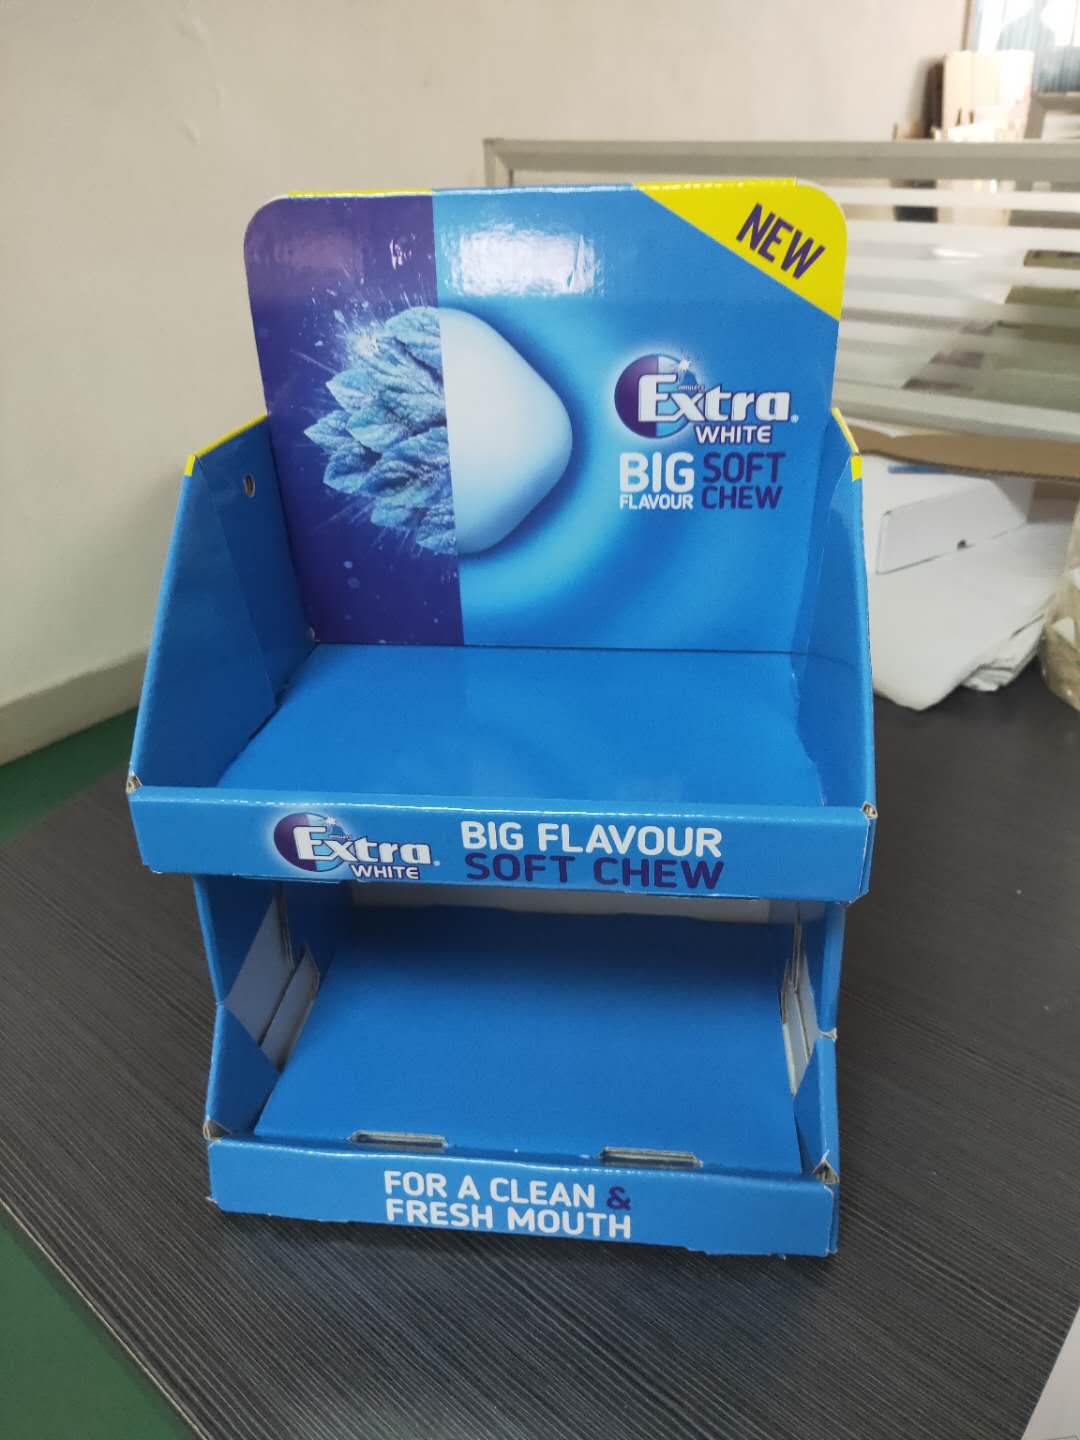 NEW
Extra®
WHITE
BIG SOFT
FLAVOUR CHEW
Extra®
WHITE
BIG FLAVOUR
SOFT CHEW
FOR A CLEAN &
FRESH MOUTH